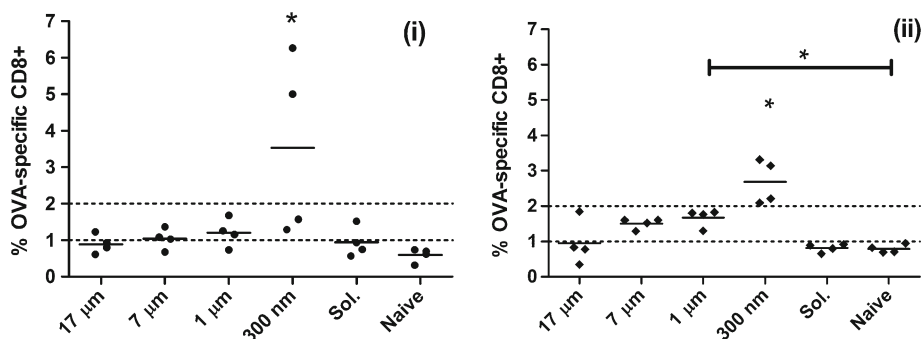 (i)
*
% OVA-specific CD8+
7
6
5
4
3
2
1
0
17 μm
7 μm
1 μm
300 nm
Sol.
Naive
(ii)
*
*
% OVA-specific CD8+
7
6
5
4
3
2
1
0
17 μm
7 μm
1 μm
300 nm
Sol.
Naive